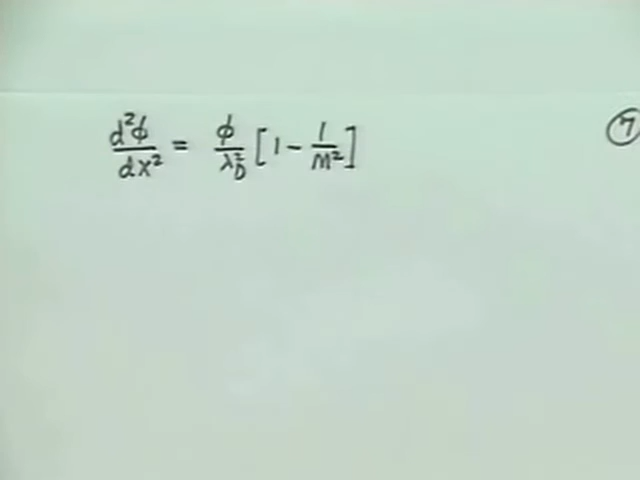 d²φ/dx² = φ/λ_D² [1 - 1/M²]
7